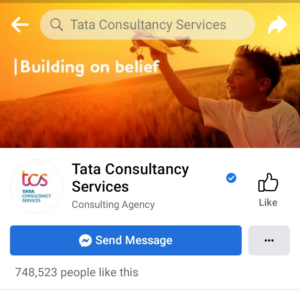 Tata Consultancy Services
|Building on belief
tcs
TATA
CONSULTANCY
SERVICES
Tata Consultancy
Services
Consulting Agency
Like
Send Message
...
748,523 people like this